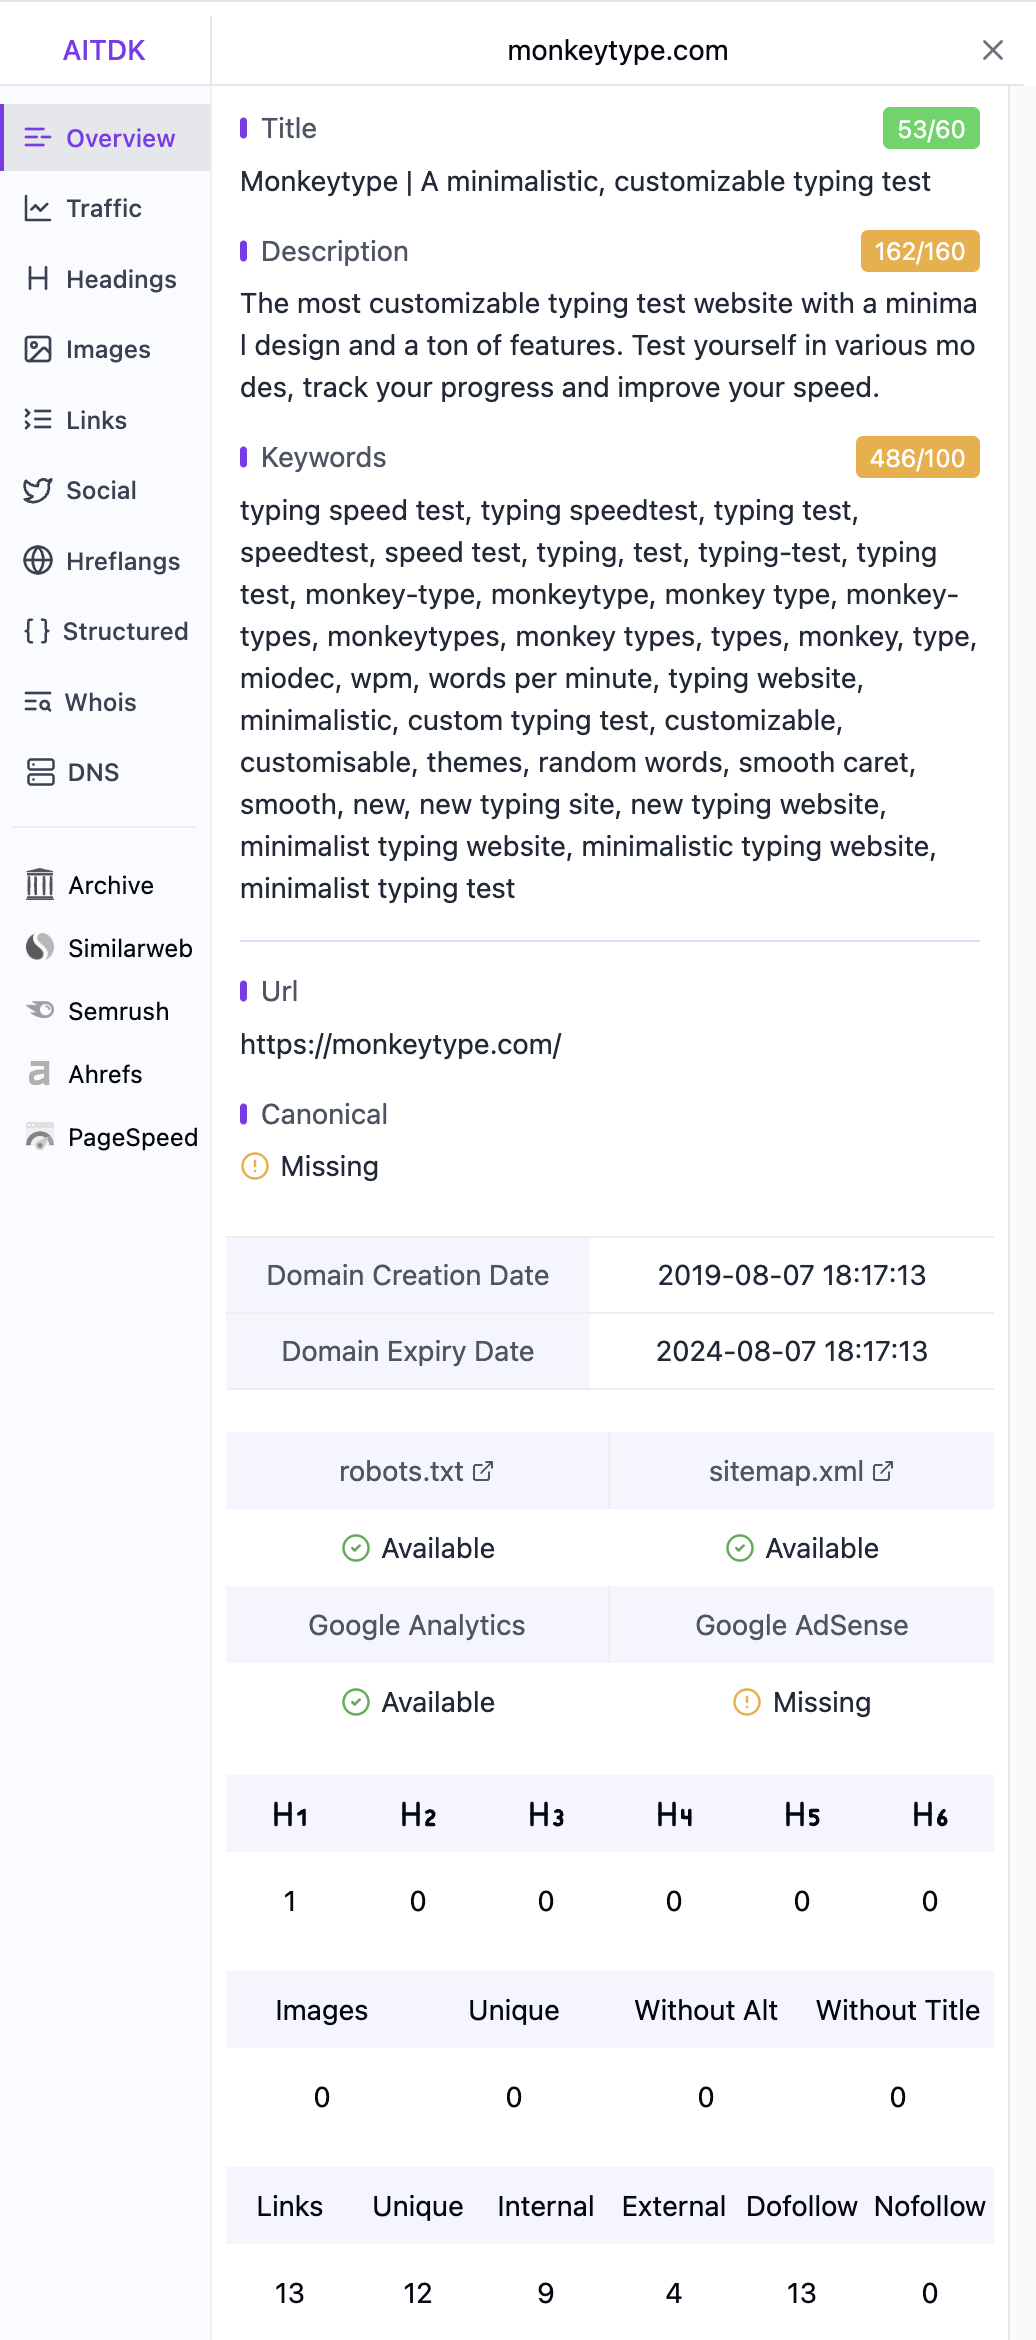 AITDK
monkeytype.com
Overview
Traffic
Headings
Images
Links
Social
Hreflangs
Structured
Whois
DNS
Archive
Similarweb
Semrush
Ahrefs
PageSpeed
Title
53/60
Monkeytype | A minimalistic, customizable typing test
Description
162/160
The most customizable typing test website with a minima
l design and a ton of features. Test yourself in various mo
des, track your progress and improve your speed.
Keywords
486/100
typing speed test, typing speedtest, typing test,
speedtest, speed test, typing, test, typing-test, typing
test, monkey-type, monkeytype, monkey type, monkey-
types, monkeytypes, monkey types, types, monkey, type,
miodec, wpm, words per minute, typing website,
minimalistic, custom typing test, customizable,
customisable, themes, random words, smooth caret,
smooth, new, new typing site, new typing website,
minimalist typing website, minimalistic typing website,
minimalist typing test
Url
https://monkeytype.com/
Canonical
Missing
Domain Creation Date 2019-08-07 18:17:13
Domain Expiry Date 2024-08-07 18:17:13
robots.txt sitemap.xml
Available Available
Google Analytics Google AdSense
Available Missing
H1 H2 H3 H4 H5 H6
1 0 0 0 0 0
Images Unique Without Alt Without Title
0 0 0 0
Links Unique Internal External Dofollow Nofollow
13 12 9 4 13 0